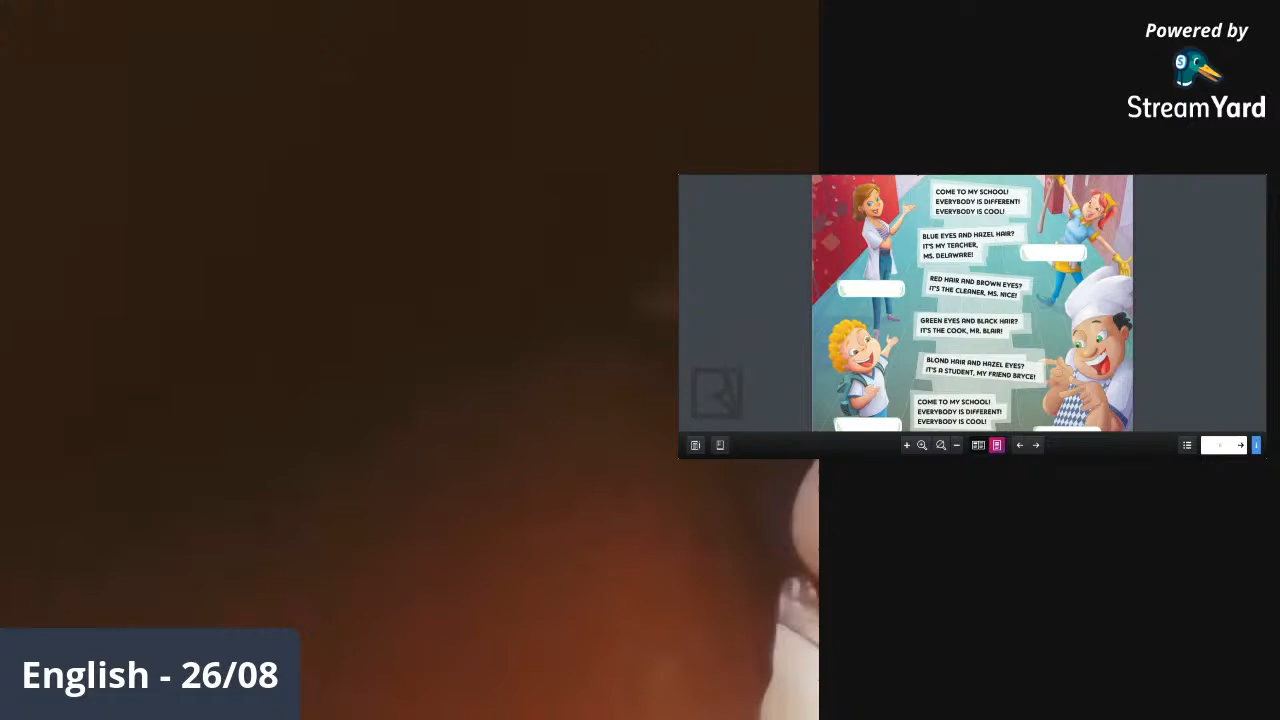 Powered by
StreamYard
COME TO MY SCHOOL!
EVERYBODY IS DIFFERENT!
EVERYBODY IS COOL!
BLUE EYES AND HAZEL HAIR?
IT'S MY TEACHER,
MS. DELAWARE!
RED HAIR AND BROWN EYES?
IT'S THE CLEANER, MS. NICE!
GREEN EYES AND BLACK HAIR?
IT'S THE COOK, MR. BLAIR!
BLOND HAIR AND HAZEL EYES?
IT'S A STUDENT, MY FRIEND BRYCE!
COME TO MY SCHOOL!
EVERYBODY IS DIFFERENT!
EVERYBODY IS COOL!
English - 26/08